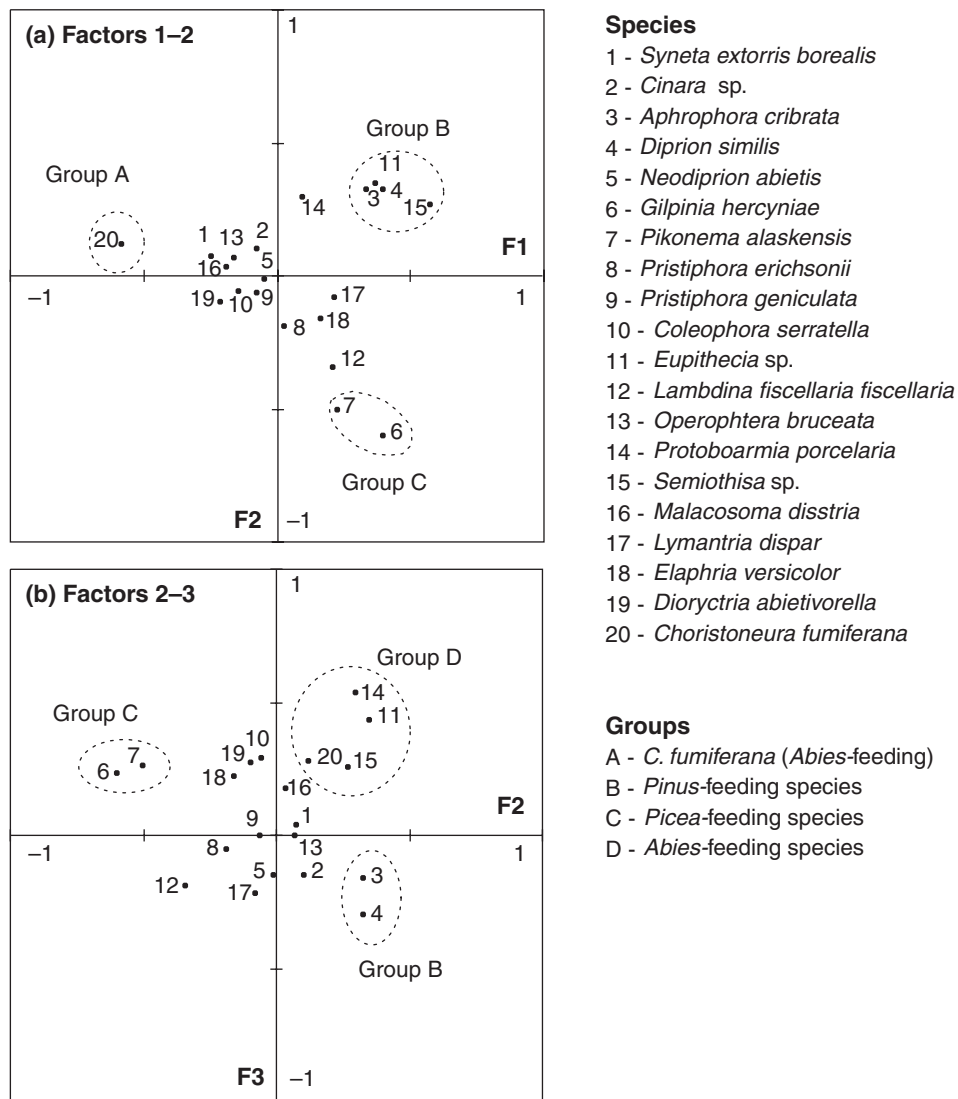 (a) Factors 1–2
1
Group B
11
3
4
15
14
Group A
20
1
13
2
16
5
F1
–1
1
19
10
9
17
18
8
12
7
6
Group C
F2
–1
(b) Factors 2–3
1
Group D
14
11
20
15
Group C
6
7
19
10
18
16
F2
9
1
–1
1
13
8
5
2
3
12
17
4
Group B
F3
–1
Species
1 - Syneta extorris borealis
2 - Cinara sp.
3 - Aphrophora cribrata
4 - Diprion similis
5 - Neodiprion abietis
6 - Gilpinia hercyniae
7 - Pikonema alaskensis
8 - Pristiphora erichsonii
9 - Pristiphora geniculata
10 - Coleophora serratella
11 - Eupithecia sp.
12 - Lambdina fiscellaria fiscellaria
13 - Operophtera bruceata
14 - Protoboarmia porcelaria
15 - Semiothisa sp.
16 - Malacosoma disstria
17 - Lymantria dispar
18 - Elaphria versicolor
19 - Dioryctria abietivorella
20 - Choristoneura fumiferana
Groups
A - C. fumiferana (Abies-feeding)
B - Pinus-feeding species
C - Picea-feeding species
D - Abies-feeding species